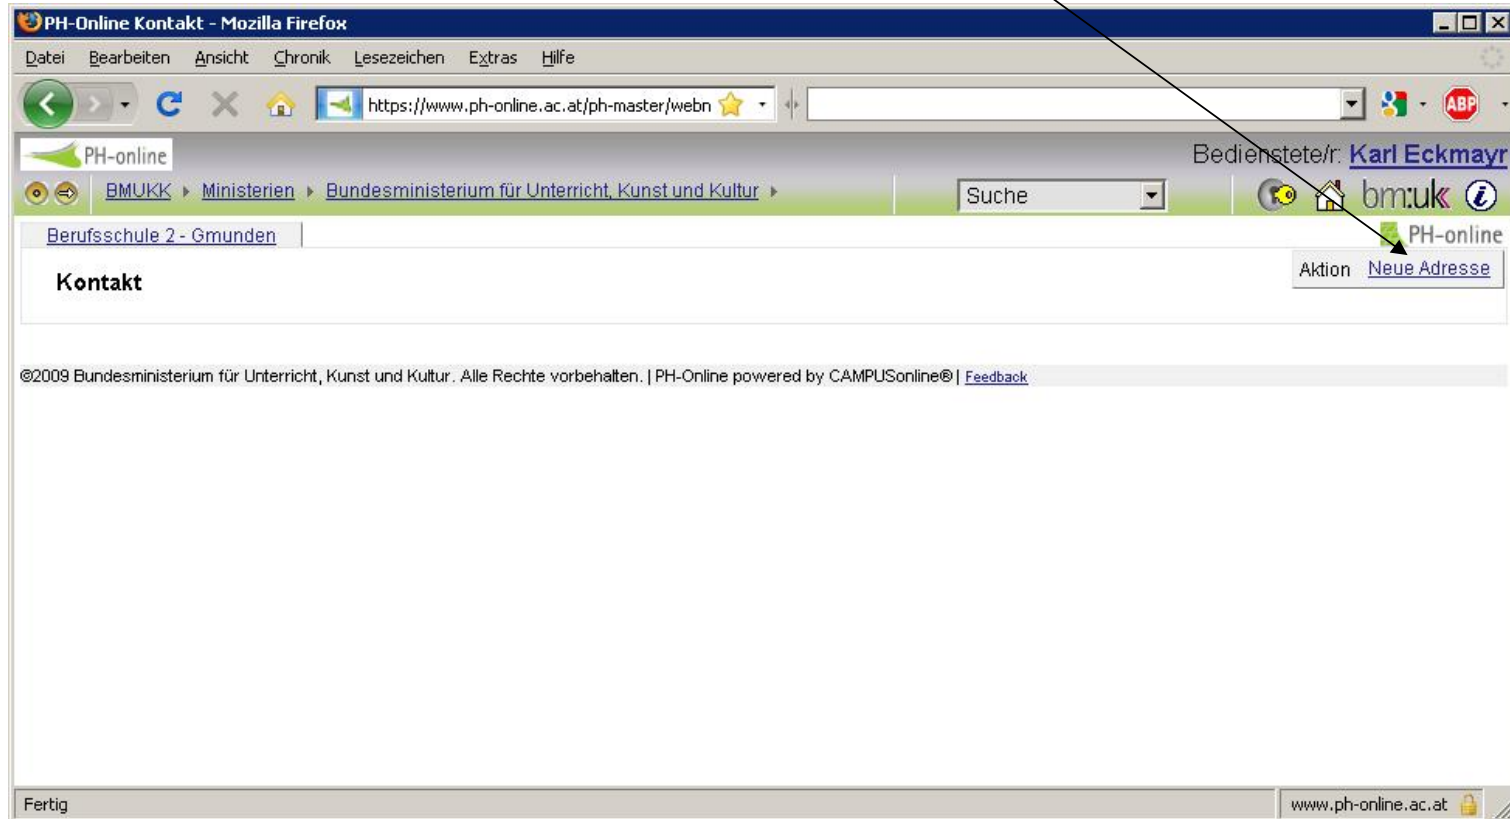 PH-Online Kontakt - Mozilla Firefox
Datei Bearbeiten Ansicht Chronik Lesezeichen Extras Hilfe
https://www.ph-online.ac.at/ph-master/webn
ABP
PH-online
Bedienstete/r: Karl Eckmayr
BMUKK Ministerien Bundesministerium für Unterricht, Kunst und Kultur
Suche
bm:uk
Berufsschule 2 - Gmunden
PH-online
Kontakt
Aktion Neue Adresse
©2009 Bundesministerium für Unterricht, Kunst und Kultur. Alle Rechte vorbehalten. | PH-Online powered by CAMPUSonline® | Feedback
Fertig
www.ph-online.ac.at